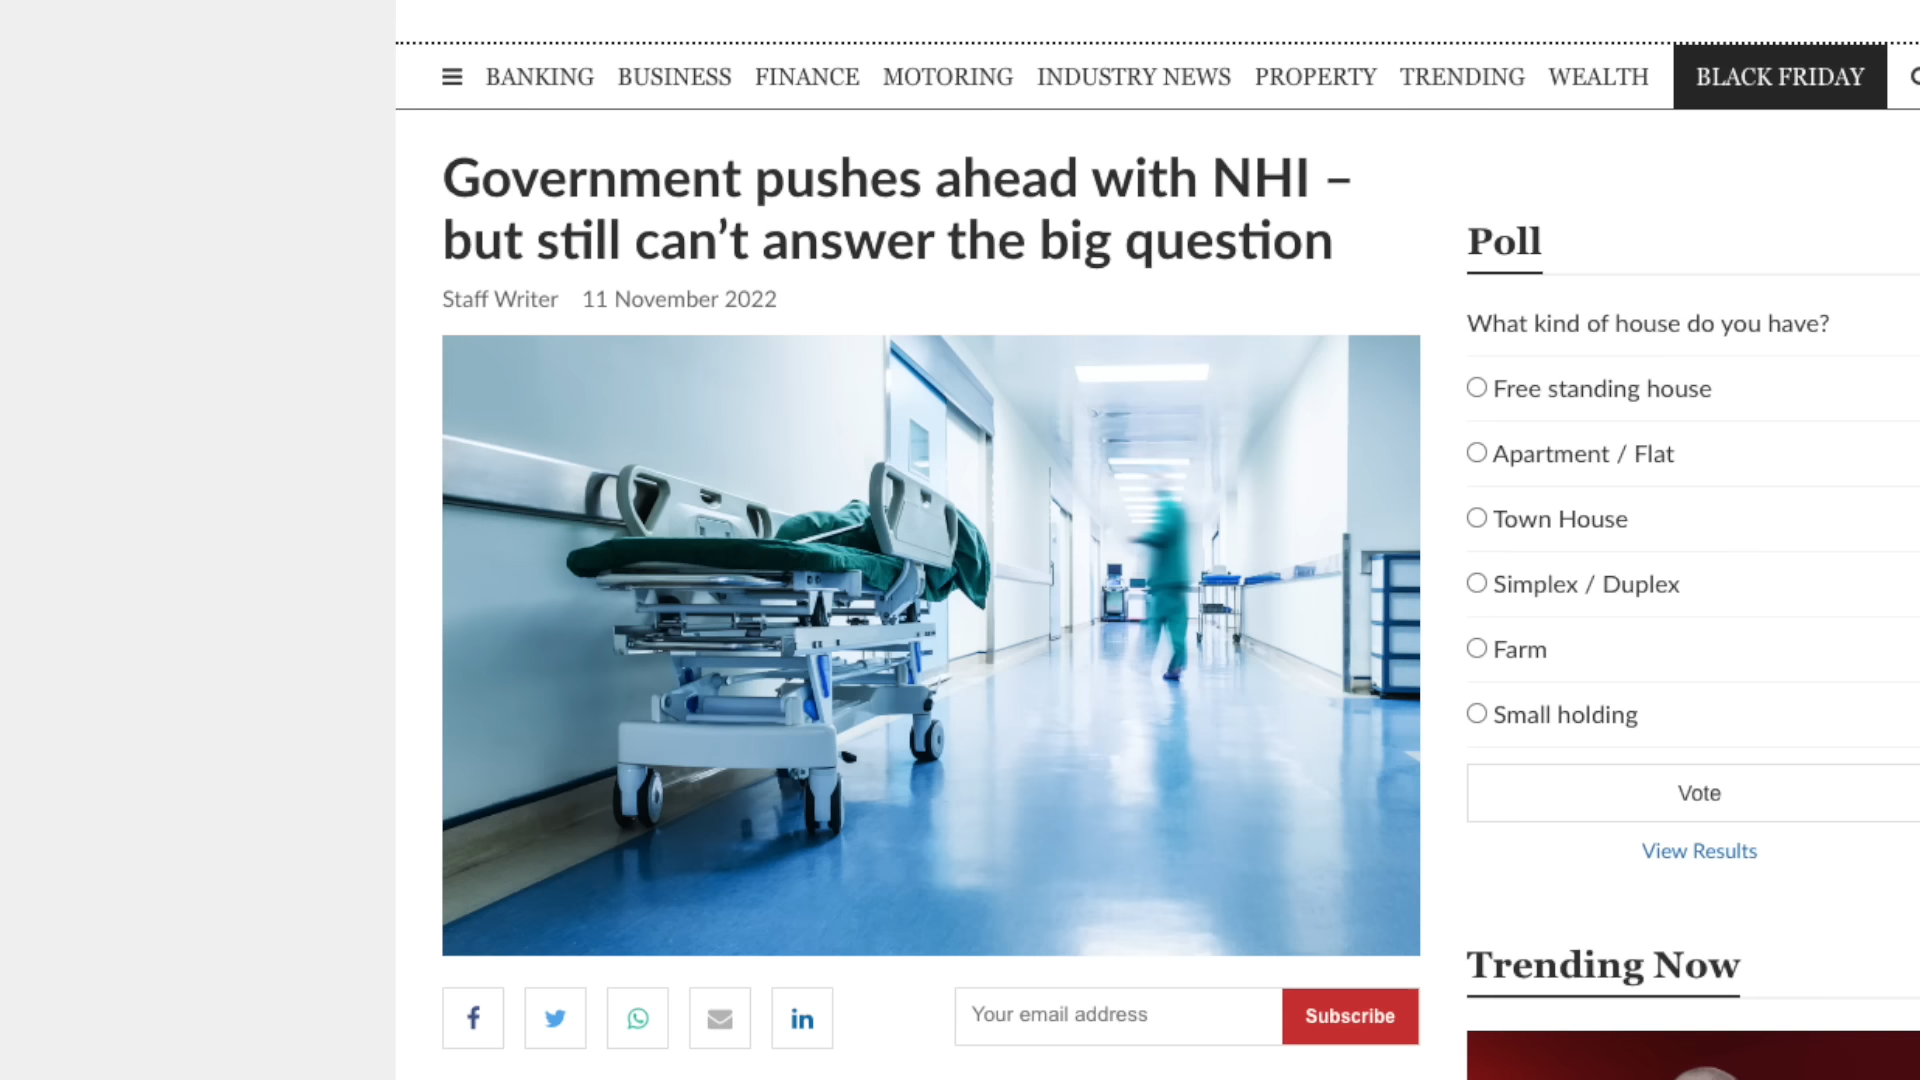 BANKING BUSINESS FINANCE MOTORING INDUSTRY NEWS PROPERTY TRENDING WEALTH BLACK FRIDAY
Government pushes ahead with NHI –
but still can't answer the big question
Staff Writer 11 November 2022
Your email address Subscribe
Poll
What kind of house do you have?
Free standing house
Apartment / Flat
Town House
Simplex / Duplex
Farm
Small holding
Vote
View Results
Trending Now